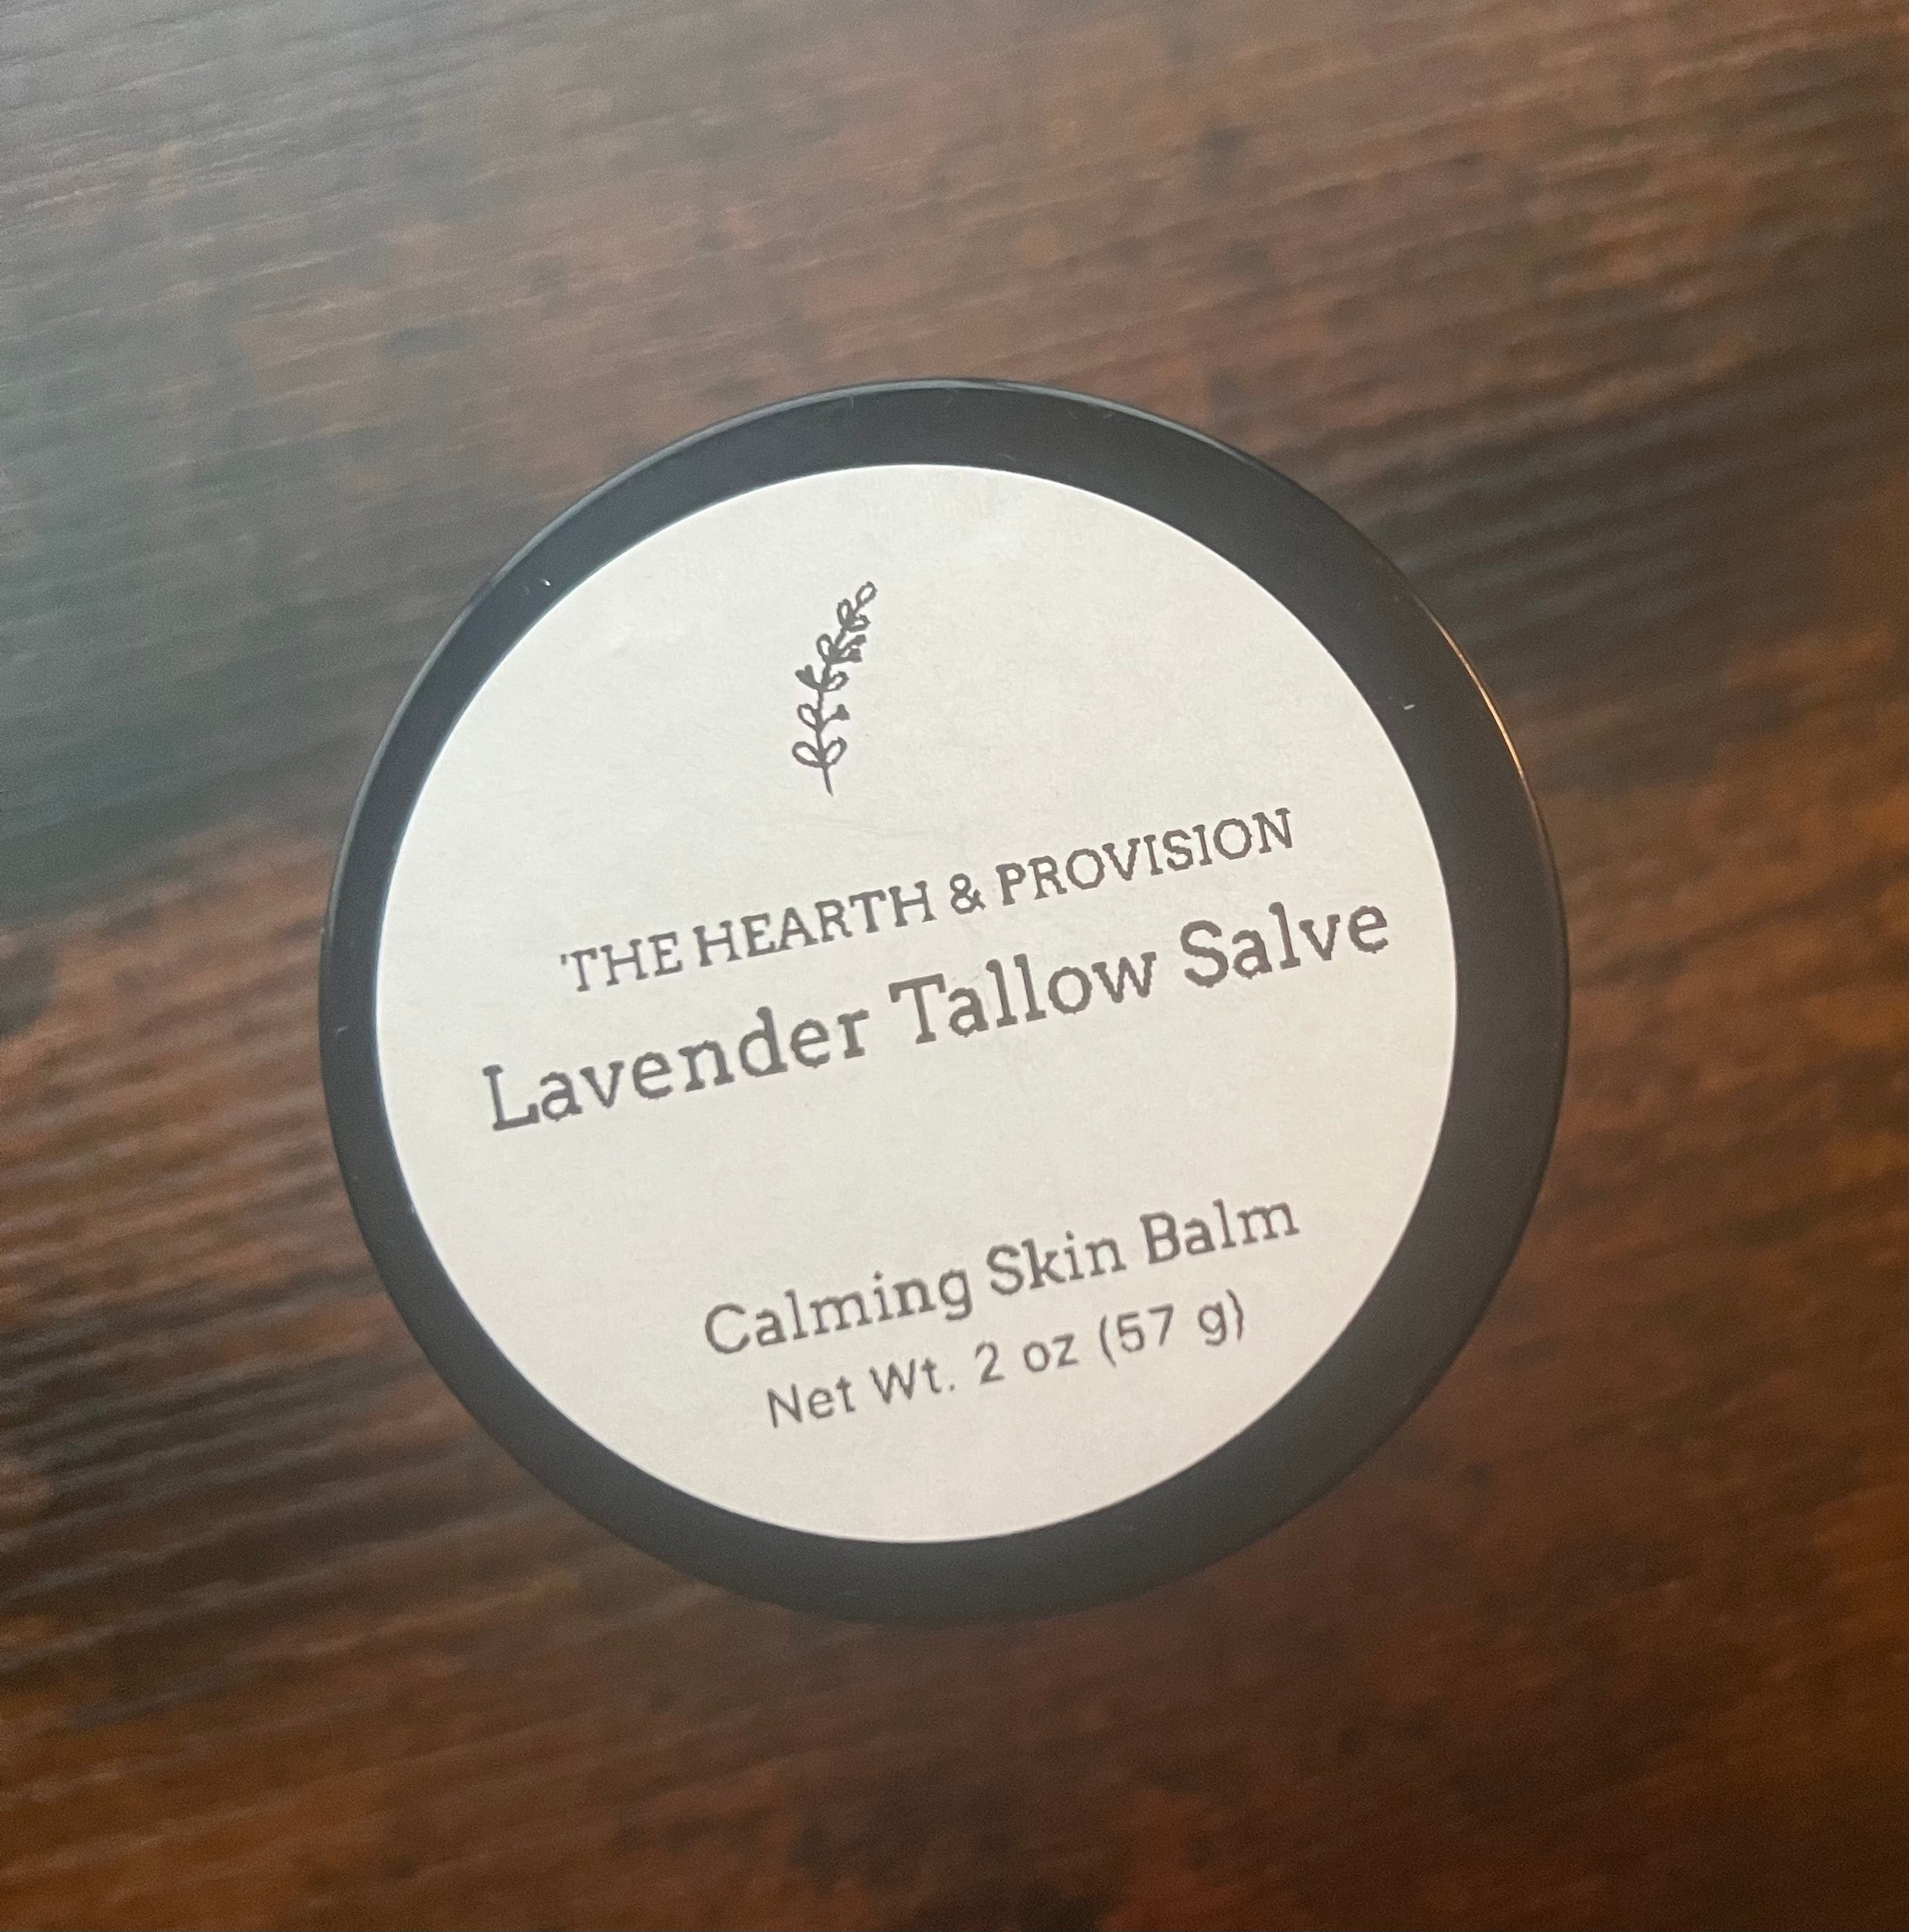 THE HEARTH & PROVISION
Lavender Tallow Salve
Calming Skin Balm
Net Wt. 2 oz (57 g)